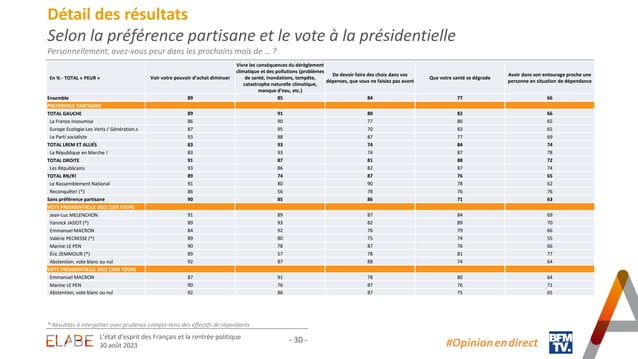 Détail des résultats
Selon la préférence partisane et le vote à la présidentielle
Personnellement, avez-vous peur dans les prochains mois de … ?
En % - TOTAL « PEUR » Voir votre pouvoir d'achat diminuer Vivre les conséquences du dérèglement climatique et des pollutions (problèmes de santé, inondations, tempête, catastrophe naturelle climatique, manque d'eau, etc.) De devoir faire des choix dans vos dépenses, que vous ne faisiez pas avant Que votre santé se dégrade Avoir dans son entourage proche une personne en situation de dépendance
Ensemble 89 85 84 77 66
PREFERENCE PARTISANE
TOTAL GAUCHE 89 91 80 82 66
La France Insoumise 86 90 77 86 65
Europe Ecologie-Les Verts / Génération.s 87 95 70 83 65
Le Parti socialiste 93 88 87 77 69
TOTAL LREM ET ALLIÉS 83 93 74 84 74
La République en Marche ! 83 93 74 87 78
TOTAL DROITE 91 87 81 88 72
Les Républicains 93 86 82 87 74
TOTAL RN/R! 89 74 87 76 65
Le Rassemblement National 91 80 90 78 62
Reconquête! (*) 86 56 78 76 76
Sans préférence partisane 90 85 86 71 63
VOTE PRESIDENTIELLE 2022 (1ER TOUR)
Jean-Luc MELENCHON 91 89 87 84 69
Yannick JADOT (*) 89 93 82 89 70
Emmanuel MACRON 84 92 76 79 66
Valérie PECRESSE (*) 89 80 75 74 55
Marine LE PEN 90 78 87 76 66
Éric ZEMMOUR (*) 89 57 78 81 77
Abstention, vote blanc ou nul 92 87 88 74 64
VOTE PRESIDENTIELLE 2022 (2ND TOUR)
Emmanuel MACRON 87 91 78 80 64
Marine LE PEN 90 76 87 76 71
Abstention, vote blanc ou nul 92 86 87 75 65
* Résultats à interpréter avec prudence compte-tenu des effectifs de répondants
ELABE
L'état d'esprit des Français et la rentrée politique
30 août 2023
- 30 -
#Opinion en direct
BFM
TV.